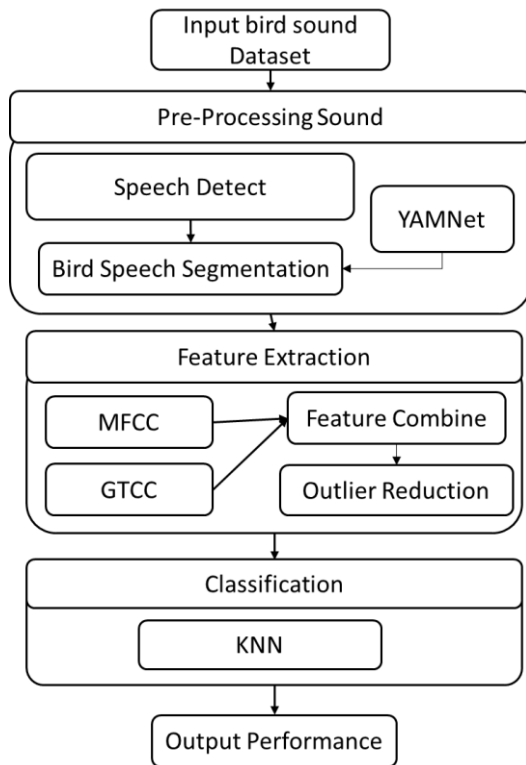 Input bird sound
Dataset
Pre-Processing Sound
Speech Detect
YAMNet
Bird Speech Segmentation
Feature Extraction
MFCC
Feature Combine
GTCC
Outlier Reduction
Classification
KNN
Output Performance